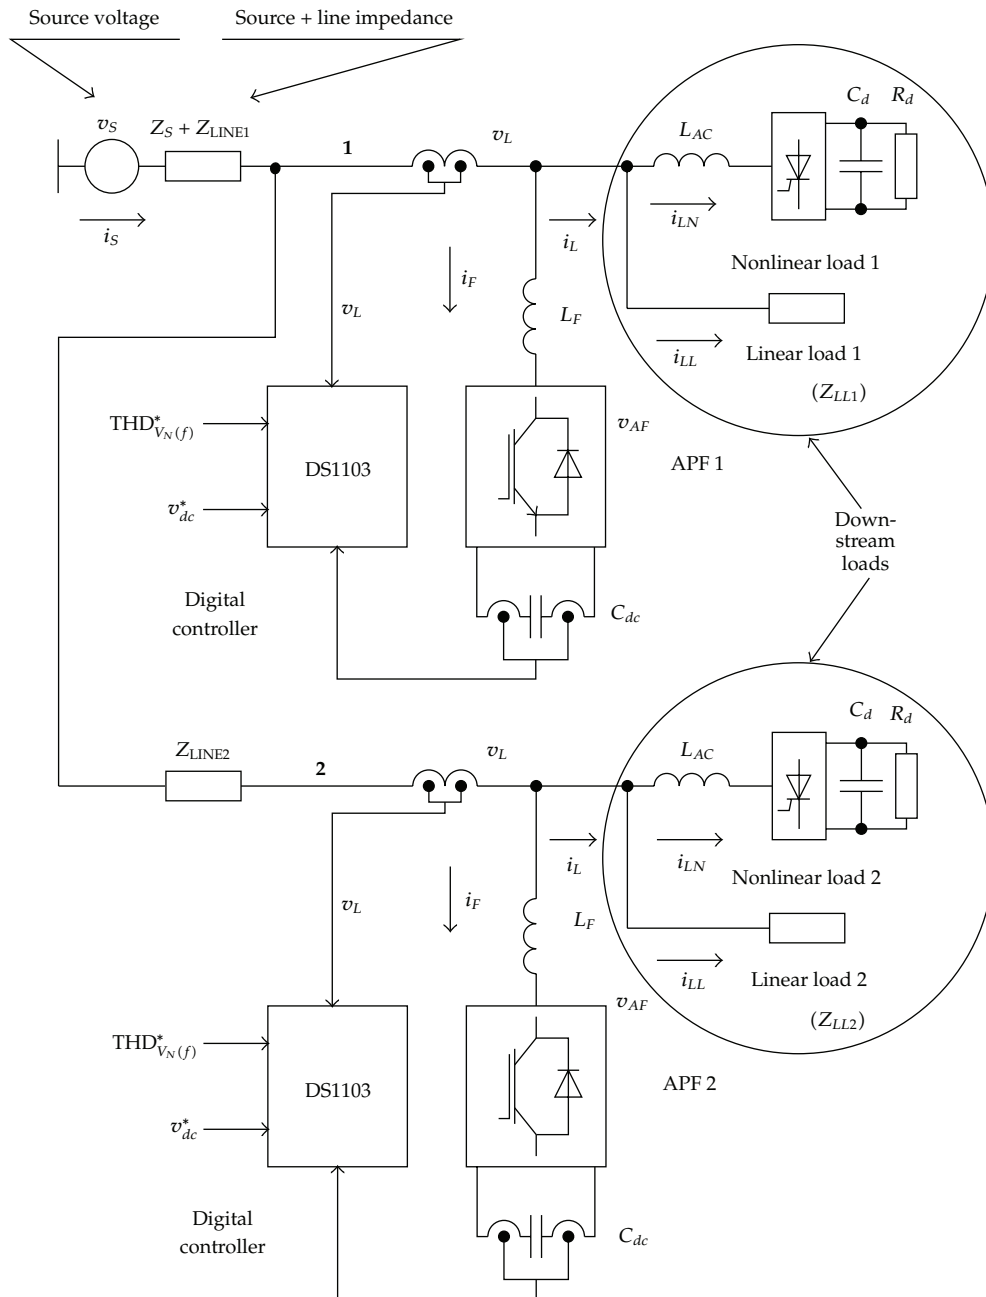 Source voltage
Source + line impedance
v_S
Z_S + Z_LINE1
1
v_L
L_AC
C_d
R_d
i_S
i_L
i_LN
i_F
v_L
L_F
Nonlinear load 1
i_LL
Linear load 1
(Z_LL1)
THD*_V_N(f)
v_AF
DS1103
APF 1
v*_dc
Down-
stream
loads
Digital
controller
C_dc
Z_LINE2
2
v_L
L_AC
C_d
R_d
i_L
i_LN
i_F
v_L
L_F
Nonlinear load 2
i_LL
Linear load 2
(Z_LL2)
v_AF
THD*_V_N(f)
DS1103
APF 2
v*_dc
Digital
controller
C_dc